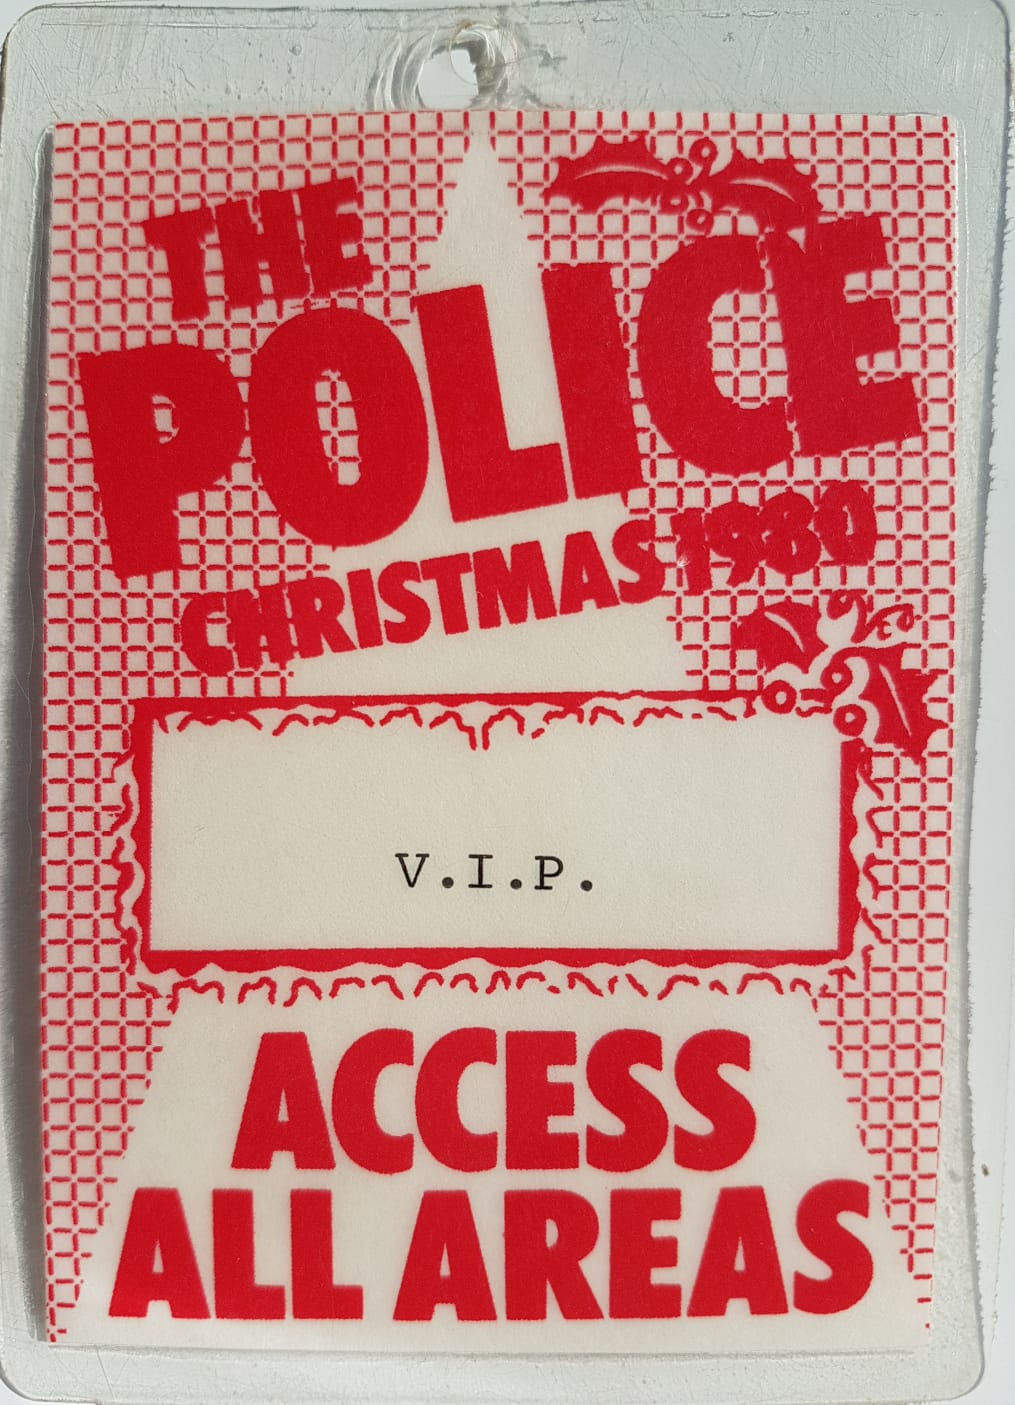 THE
POLICE
CHRISTMAS 1980
V.I.P.
ACCESS
ALL AREAS